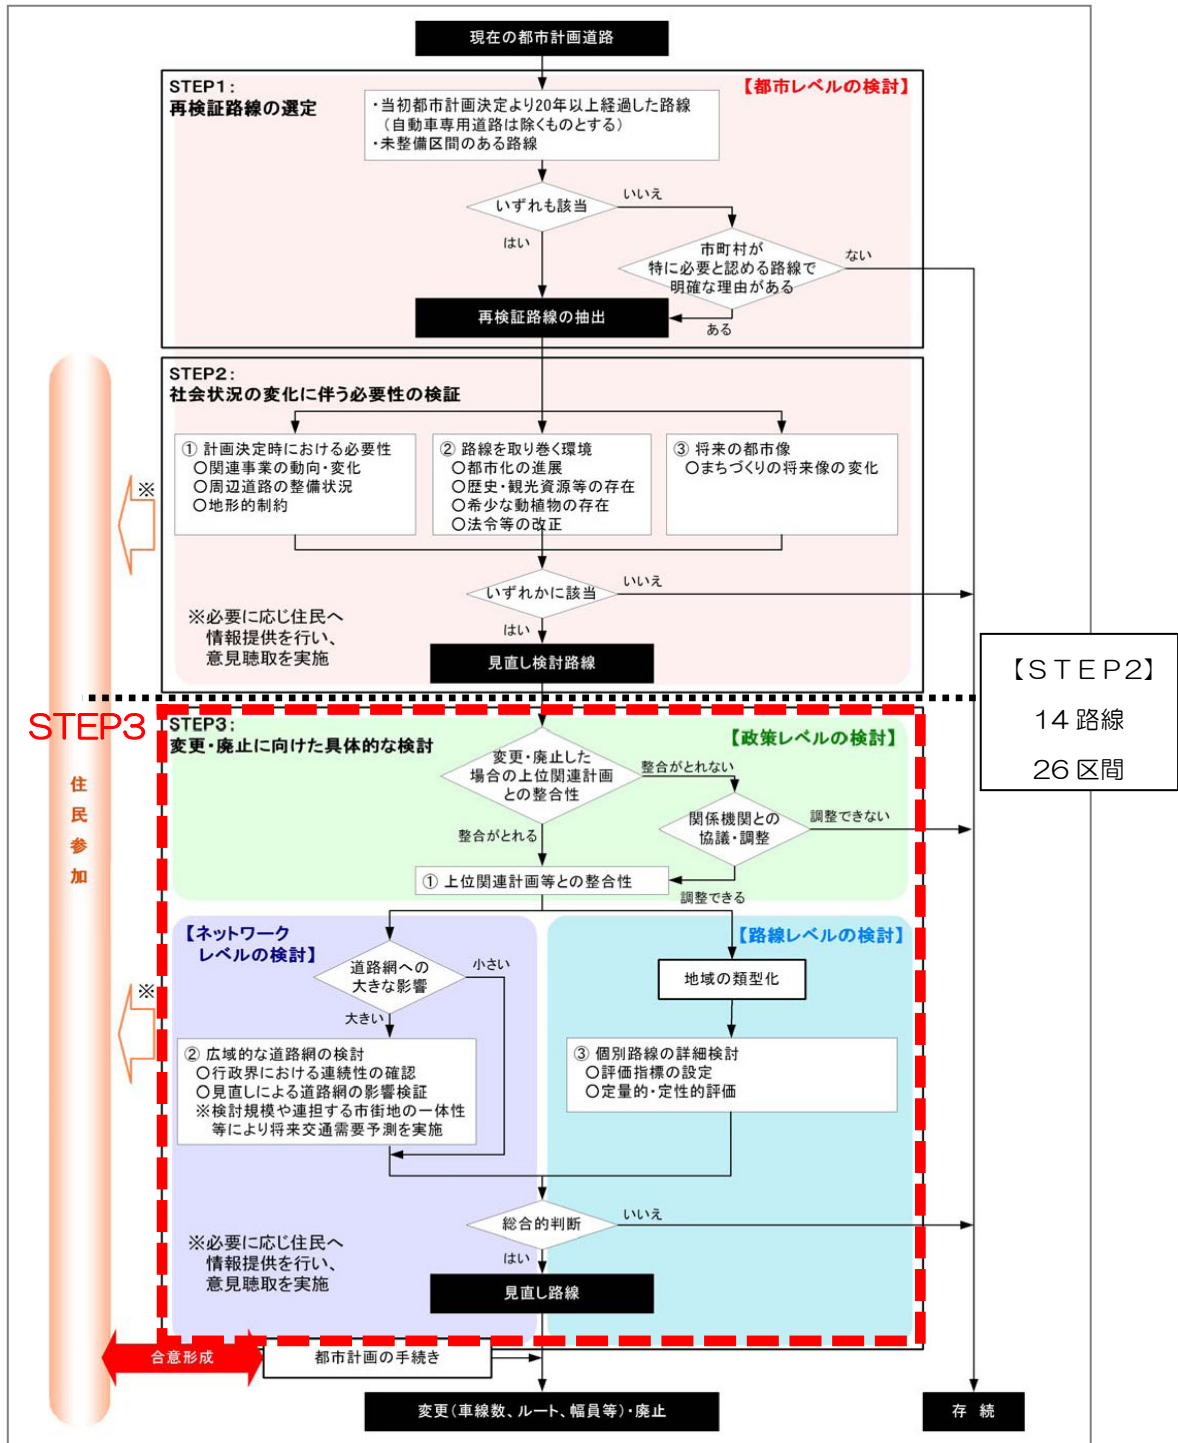 現在の都市計画道路
STEP1:
再検証路線の選定
【都市レベルの検討】
・当初都市計画決定より20年以上経過した路線
（自動車専用道路は除くものとする）
・未整備区間のある路線
いずれも該当
いいえ
はい
市町村が
特に必要と認める路線で
明確な理由がある
ない
ある
再検証路線の抽出
STEP2:
社会状況の変化に伴う必要性の検証
① 計画決定時における必要性
○関連事業の動向・変化
○周辺道路の整備状況
○地形的制約
② 路線を取り巻く環境
○都市化の進展
○歴史・観光資源等の存在
○希少な動植物の存在
○法令等の改正
③ 将来の都市像
○まちづくりの将来像の変化
※
いずれかに該当
いいえ
はい
※必要に応じ住民へ
情報提供を行い、
意見聴取を実施
見直し検討路線
【ＳＴＥＰ2】
14 路線
26 区間
STEP3
STEP3:
変更・廃止に向けた具体的な検討
【政策レベルの検討】
変更・廃止した
場合の上位関連計画
との整合性
整合がとれない
整合がとれる
関係機関との
協議・調整
調整できない
調整できる
① 上位関連計画等との整合性
住民参加
【ネットワーク
レベルの検討】
道路網への
大きな影響
小さい
大きい
② 広域的な道路網の検討
○行政界における連続性の確認
○見直しによる道路網の影響検証
※検討規模や連担する市街地の一体性
等により将来交通需要予測を実施
【路線レベルの検討】
地域の類型化
③ 個別路線の詳細検討
○評価指標の設定
○定量的・定性的評価
※
総合的判断
いいえ
はい
※必要に応じ住民へ
情報提供を行い、
意見聴取を実施
見直し路線
合意形成
都市計画の手続き
変更（車線数、ルート、幅員等）・廃止
存 続